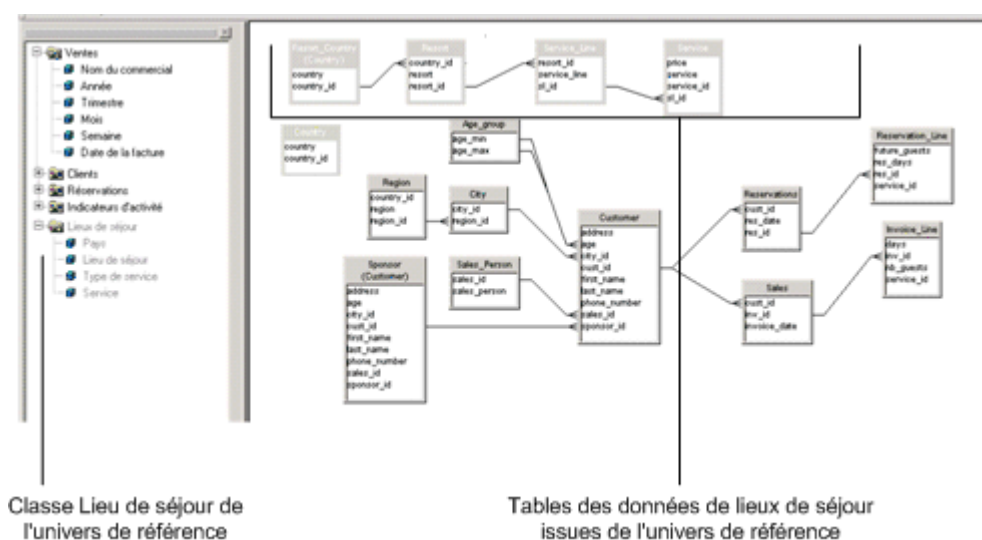 Ventes
Nom du commercial
Année
Trimestre
Mois
Semaine
Date de la facture
Clients
Réservations
Indicateurs d'activité
Lieux de séjour
Pays
Lieu de séjour
Type de service
Service
Resort_Country
(Country)
country
country_id
Resort
country_id
resort
resort_id
Service_Line
resort_id
service_line
sl_id
Service
price
service
service_id
sl_id
Country
country
country_id
Age_group
age_min
age_max
Region
country_id
region
region_id
City
city_id
region_id
Customer
address
age
city_id
cust_id
first_name
last_name
phone_number
sales_id
sponsor_id
Sponsor
(Customer)
address
age
city_id
cust_id
first_name
last_name
phone_number
sales_id
sponsor_id
Sales_Person
sales_id
sales_person
Reservations
cust_id
res_date
res_id
Reservation_Line
future_guests
res_days
res_id
service_id
Sales
cust_id
inv_id
invoice_date
Invoice_Line
days
inv_id
nb_guests
service_id
Classe Lieu de séjour de
l'univers de référence
Tables des données de lieux de séjour
issues de l'univers de référence